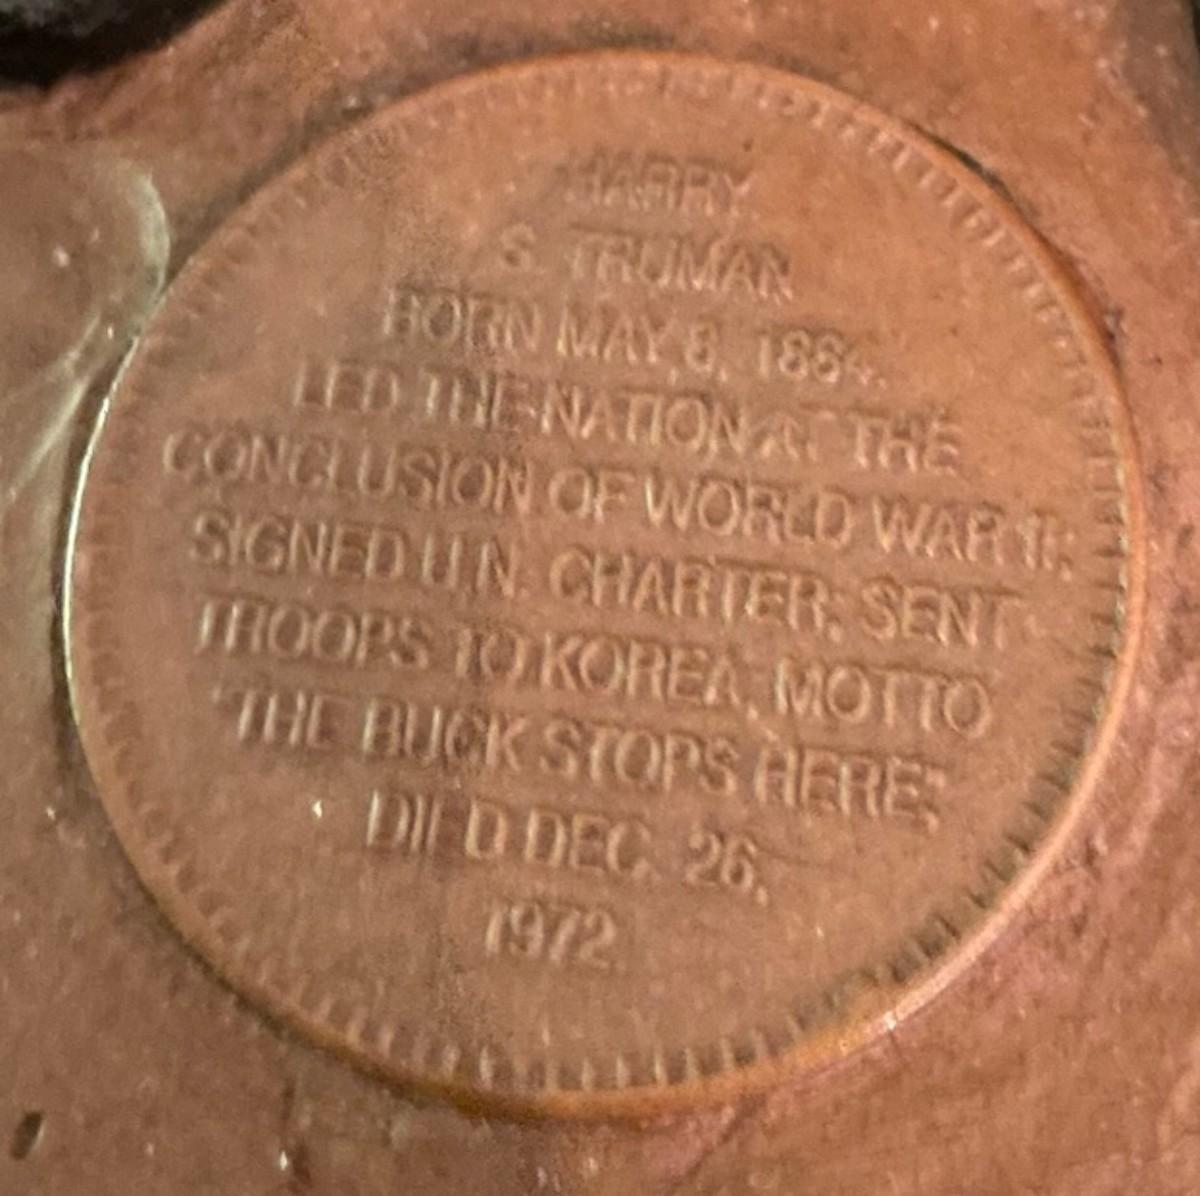 HARRY
S. TRUMAN
BORN MAY 8, 1884.
LED THE NATION AT THE
CONCLUSION OF WORLD WAR II;
SIGNED U.N. CHARTER; SENT
TROOPS TO KOREA; MOTTO
"THE BUCK STOPS HERE";
DIED DEC. 26,
1972.